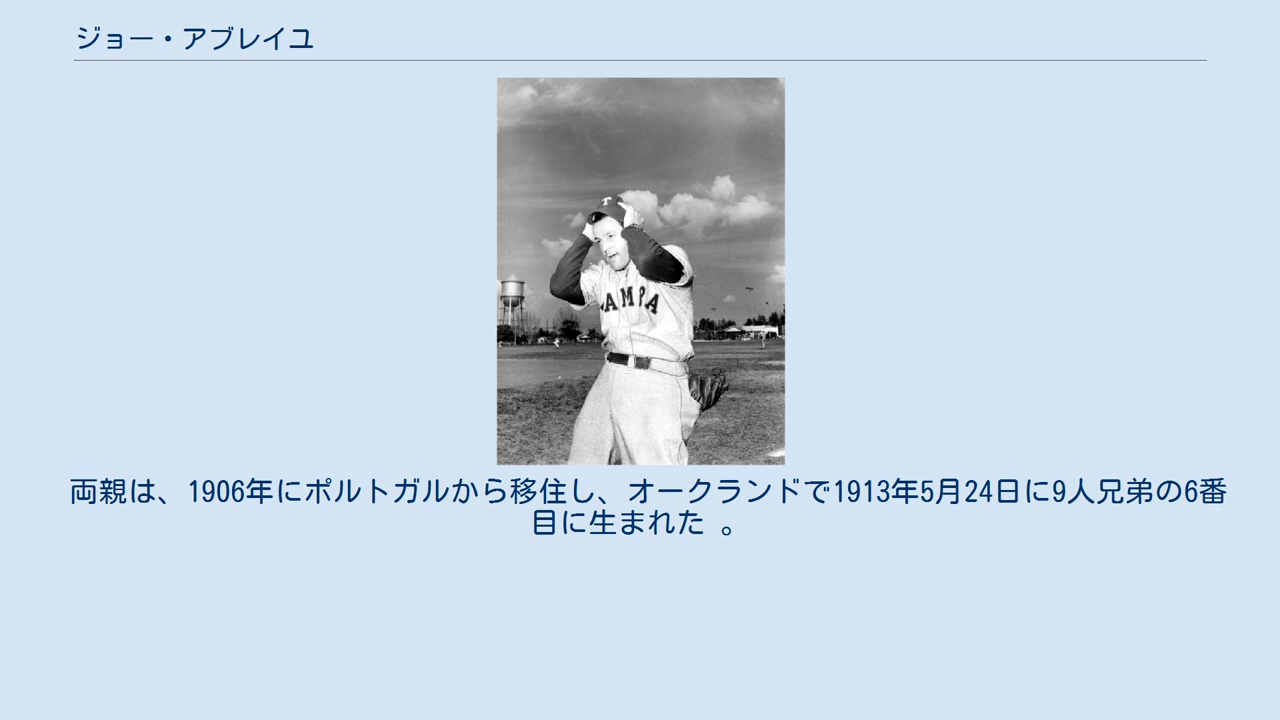 ジョー・アブレイユ
T
TAMPA
両親は、1906年にポルトガルから移住し、オークランドで1913年5月24日に9人兄弟の6番
目に生まれた 。